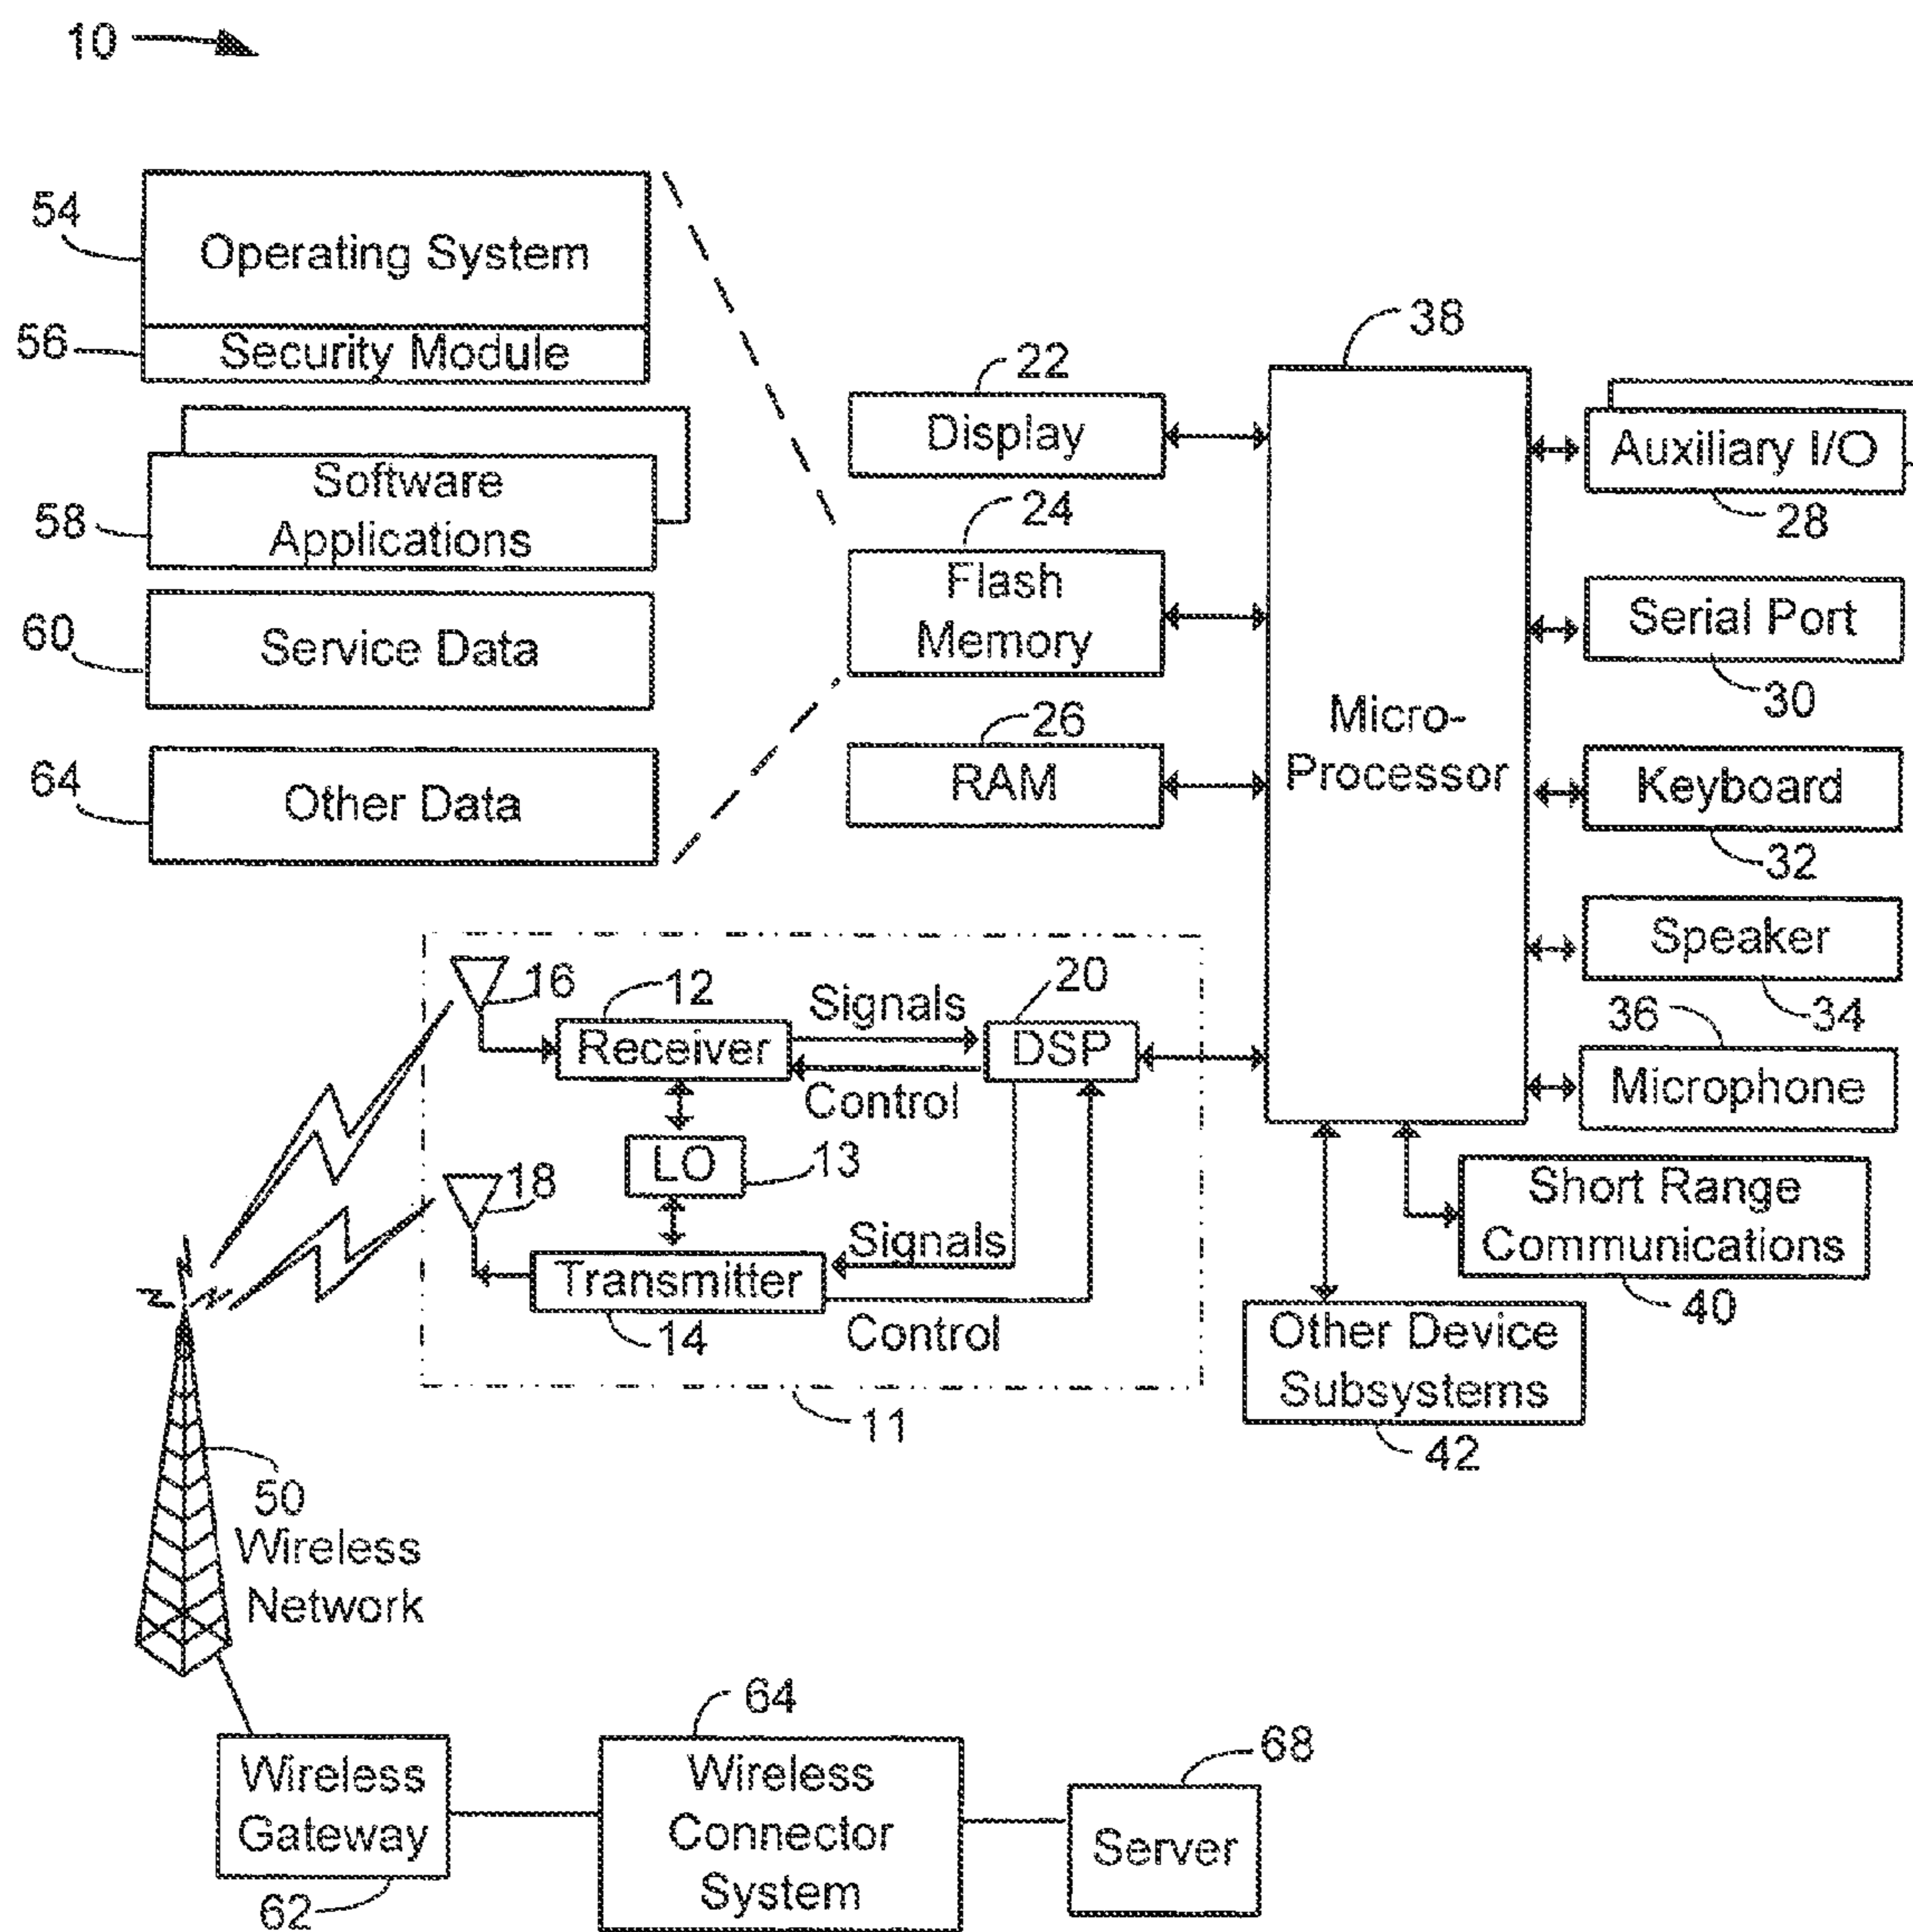 10
54
Operating System
56
Security Module
58
Software
Applications
60
Service Data
64
Other Data
22
Display
24
Flash
Memory
26
RAM
38
Micro-
Processor
Auxiliary I/O
28
Serial Port
30
Keyboard
32
Speaker
34
36
Microphone
Short Range
Communications
40
Other Device
Subsystems
42
16
12
Receiver
Signals
Control
20
DSP
LO
13
18
Signals
Transmitter
14
Control
11
50
Wireless
Network
Wireless
Gateway
62
64
Wireless
Connector
System
68
Server